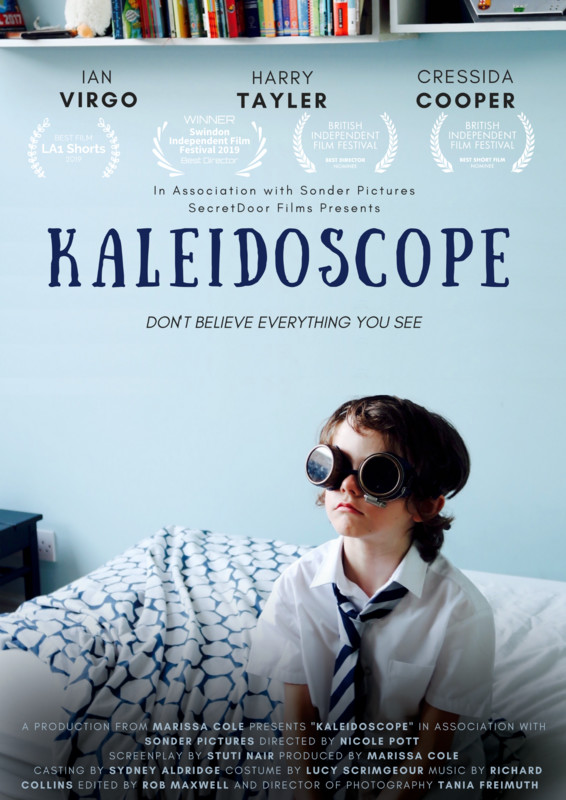 2017
IAN
VIRGO
HARRY
TAYLER
CRESSIDA
COOPER
BEST FILM
LA1 Shorts
2019
WINNER
Swindon
Independent Film
Festival 2019
Best Director
BRITISH
INDEPENDENT
FILM FESTIVAL
BEST DIRECTOR
NOMINEE
BRITISH
INDEPENDENT
FILM FESTIVAL
BEST SHORT FILM
NOMINEE
In Association with Sonder Pictures
SecretDoor Films Presents
KALEIDOSCOPE
DON'T BELIEVE EVERYTHING YOU SEE
A PRODUCTION FROM MARISSA COLE PRESENTS "KALEIDOSCOPE" IN ASSOCIATION WITH
SONDER PICTURES DIRECTED BY NICOLE POTT
SCREENPLAY BY STUTI NAIR PRODUCED BY MARISSA COLE
CASTING BY SYDNEY ALDRIDGE COSTUME BY LUCY SCRIMGEOUR MUSIC BY RICHARD
COLLINS EDITED BY ROB MAXWELL AND DIRECTOR OF PHOTOGRAPHY TANIA FREIMUTH